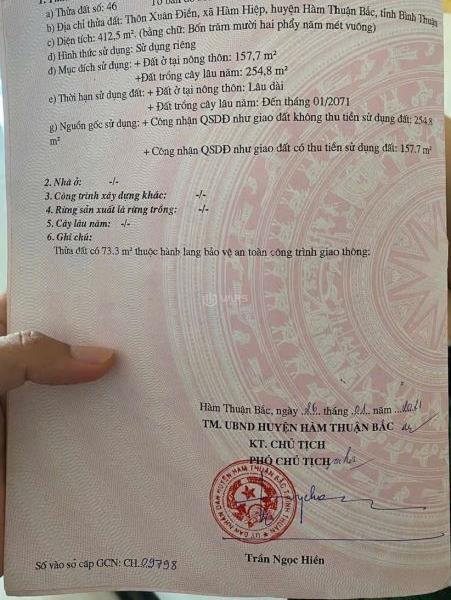 a) Thửa đất số: 46
b) Địa chỉ thửa đất: Thôn Xuân Điền, xã Hàm Hiệp, huyện Hàm Thuận Bắc, tỉnh Bình Thuận
c) Diện tích: 412,5 m². (bằng chữ: Bốn trăm mười hai phẩy năm mét vuông)
d) Hình thức sử dụng: Sử dụng riêng
đ) Mục đích sử dụng: + Đất ở tại nông thôn: 157,7 m²
+Đất trồng cây lâu năm: 254,8 m²
e) Thời hạn sử dụng đất: + Đất ở tại nông thôn: Lâu dài
+ Đất trồng cây lâu năm: Đến tháng 01/2071
g) Nguồn gốc sử dụng: + Công nhận QSDĐ như giao đất không thu tiền sử dụng đất: 254.8
m²
+ Công nhận QSDĐ như giao đất có thu tiền sử dụng đất: 157.7 m²
2. Nhà ở: -/-
3. Công trình xây dựng khác: -/-
4. Rừng sản xuất là rừng trồng: -/-
5. Cây lâu năm: -/-
6. Ghi chú:
Thửa đất có 73.3 m² thuộc hành lang bảo vệ an toàn công trình giao thông;
Hàm Thuận Bắc, ngày tháng 01 năm 2021
TM. UBND HUYỆN HÀM THUẬN BẮC
KT. CHỦ TỊCH
PHÓ CHỦ TỊCH
Trần Ngọc Hiền
Số vào sổ cấp GCN: CH.09798